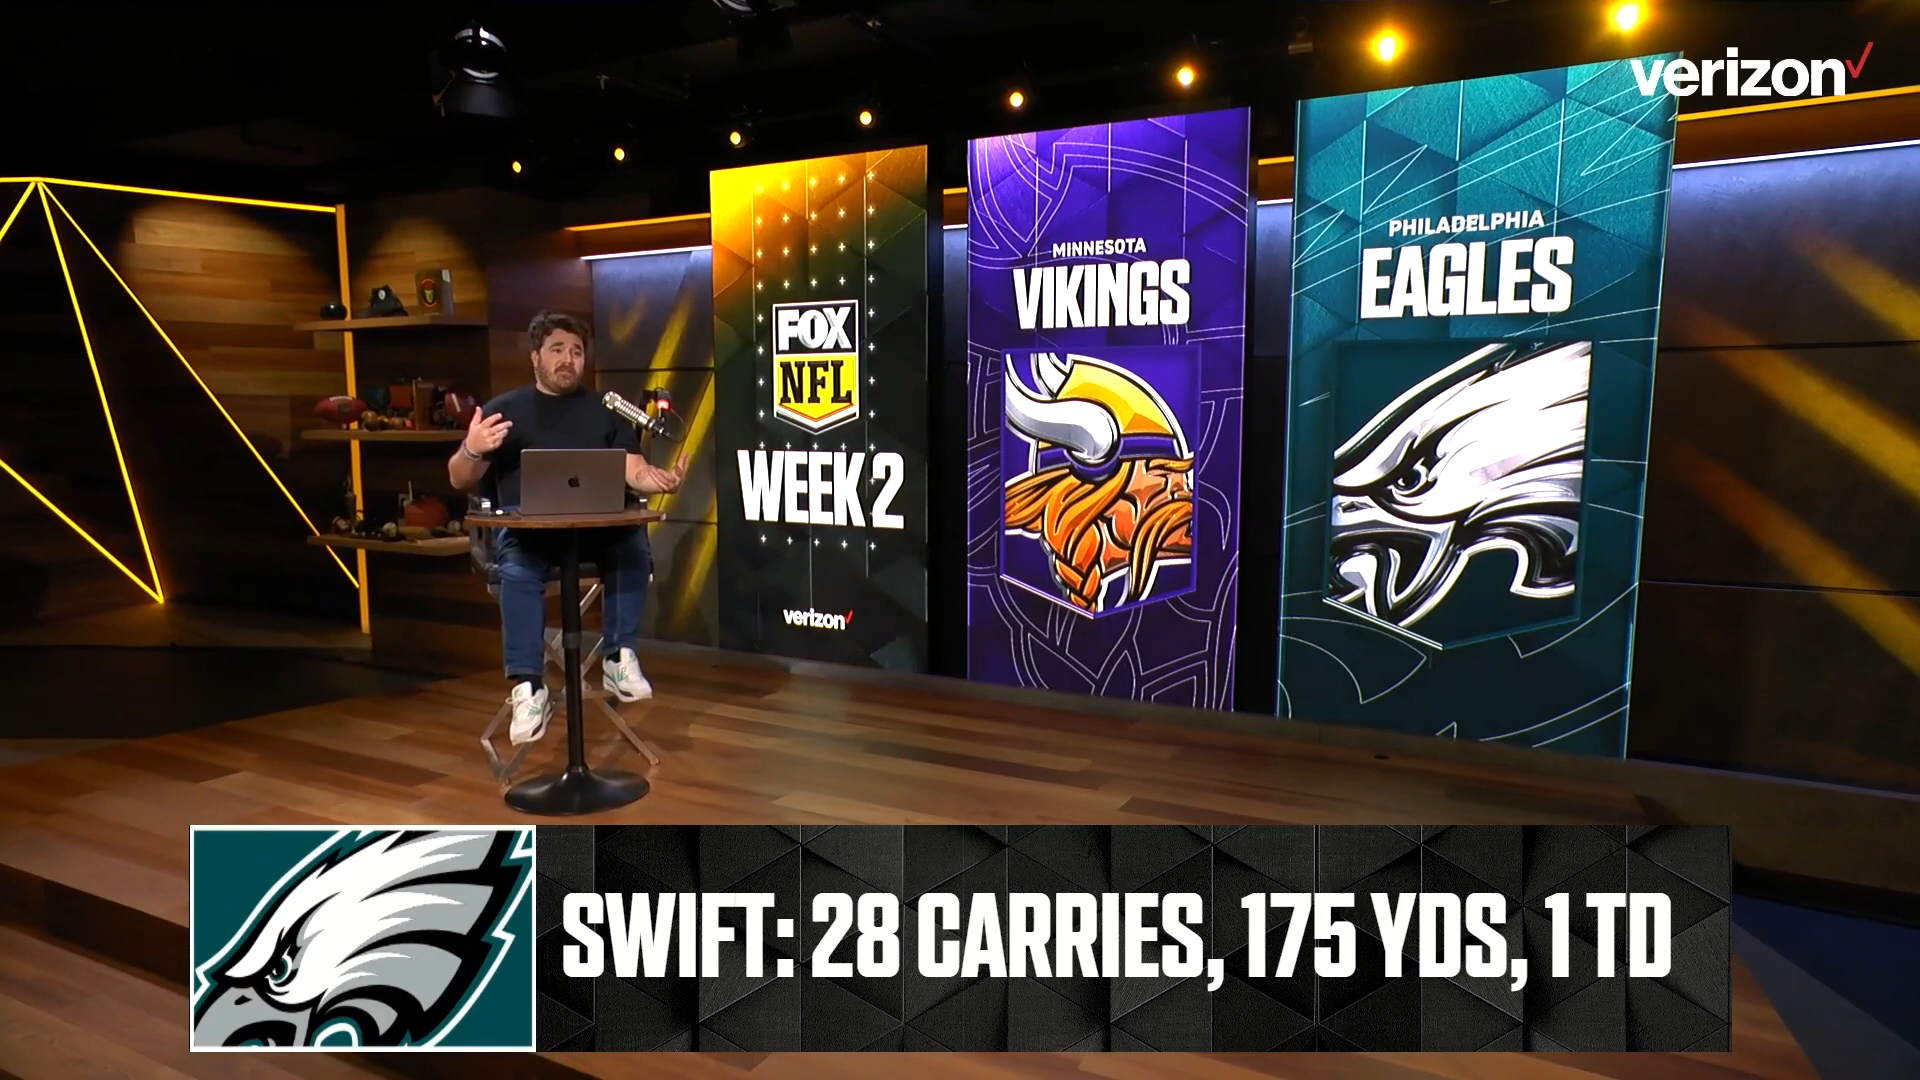 verizon
PHILADELPHIA
EAGLES
MINNESOTA
VIKINGS
FOX
NFL
WEEK 2
verizon
SWIFT: 28 CARRIES, 175 YDS, 1 TD